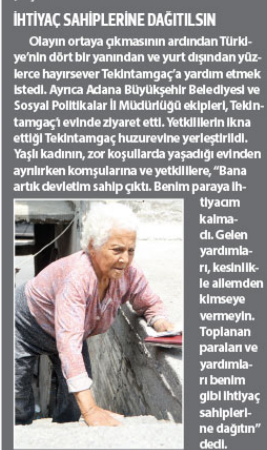 İHTİYAÇ SAHİPLERİNE DAĞITILSIN
Olayın ortaya çıkmasının ardından Türki-
ye'nin dört bir yanından ve yurt dışından yüz-
lerce hayırsever Tekintamgaç'a yardım etmek
istedi. Ayrıca Adana Büyükşehir Belediyesi ve
Sosyal Politikalar İl Müdürlüğü ekipleri, Tekin-
tamgaç'ı evinde ziyaret etti. Yetkililerin ikna
ettiği Tekintamgaç huzurevine yerleştirildi.
Yaşlı kadının, zor koşullarda yaşadığı evinden
ayrılırken komşularına ve yetkililere, "Bana
artık devletim sahip çıktı. Benim paraya ih-
tiyacım
kalma-
dı. Gelen
yardımla-
rı, kesinlik-
le ailemden
kimseye
vermeyin.
Toplanan
paraları ve
yardımla-
rı benim
gibi ihtiyaç
sahipleri-
ne dağıtın"
dedi.